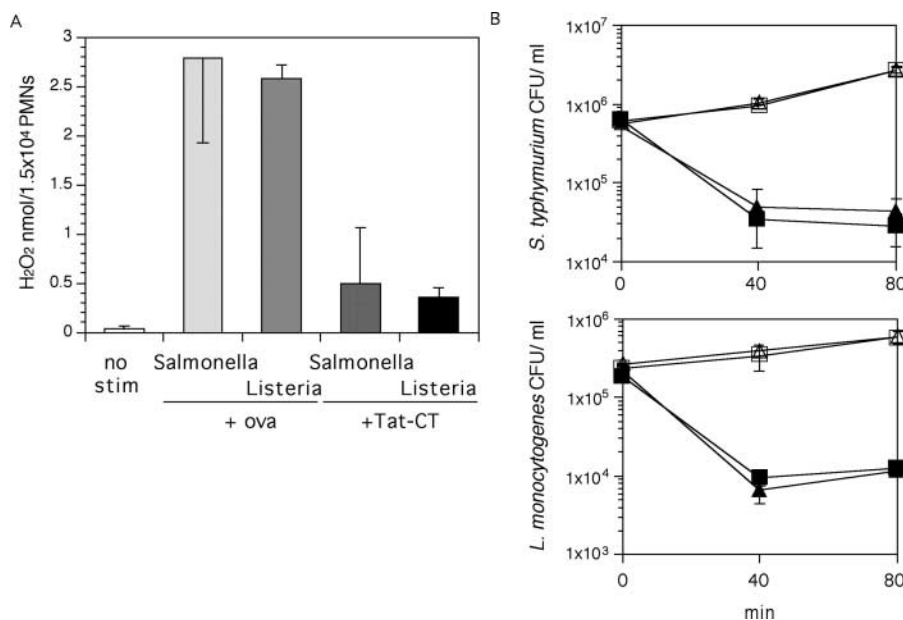 A
H2O2 nmol/1.5x10⁴ PMNs
3
2.5
2
1.5
1
0.5
0
no stim
Salmonella
Listeria
Salmonella
Listeria
+ ova
+Tat-CT
B
S. typhymurium CFU/ ml
1x10⁷
1x10⁶
1x10⁵
1x10⁴
0
40
80
L. monocytogenes CFU/ ml
1x10⁶
1x10⁵
1x10⁴
1x10³
0
40
80
min